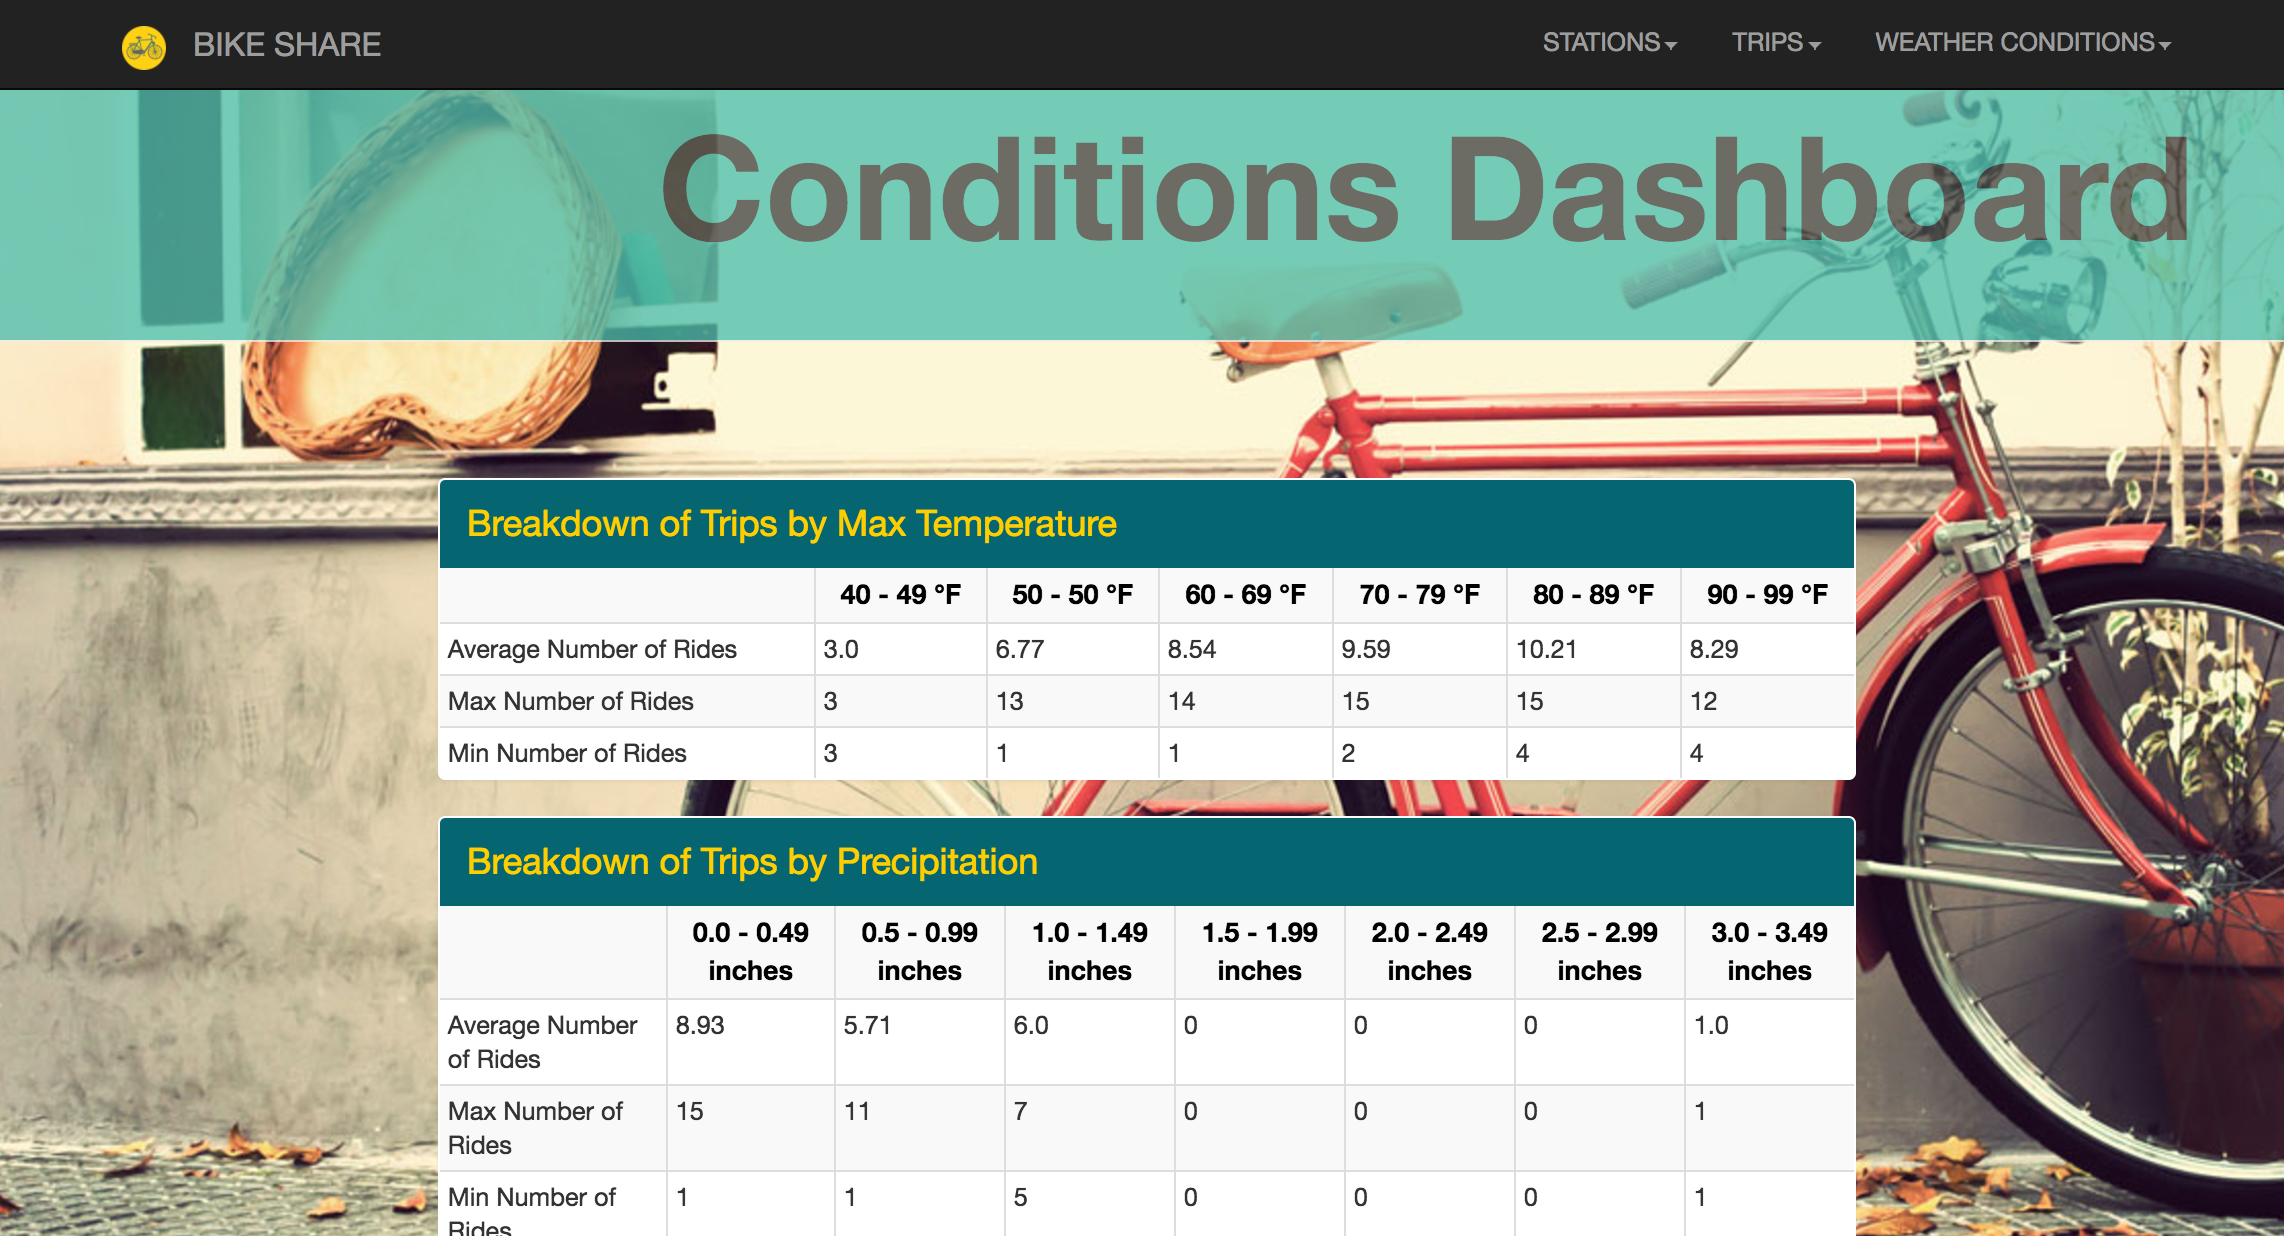 BIKE SHARE STATIONS TRIPS WEATHER CONDITIONS
Conditions Dashboard
Breakdown of Trips by Max Temperature
40 - 49 °F 50 - 50 °F 60 - 69 °F 70 - 79 °F 80 - 89 °F 90 - 99 °F
Average Number of Rides 3.0 6.77 8.54 9.59 10.21 8.29
Max Number of Rides 3 13 14 15 15 12
Min Number of Rides 3 1 1 2 4 4
Breakdown of Trips by Precipitation
0.0 - 0.49 0.5 - 0.99 1.0 - 1.49 1.5 - 1.99 2.0 - 2.49 2.5 - 2.99 3.0 - 3.49
inches inches inches inches inches inches inches
Average Number 8.93 5.71 6.0 0 0 0 1.0
of Rides
Max Number of 15 11 7 0 0 0 1
Rides
Min Number of 1 1 5 0 0 0 1
Rides